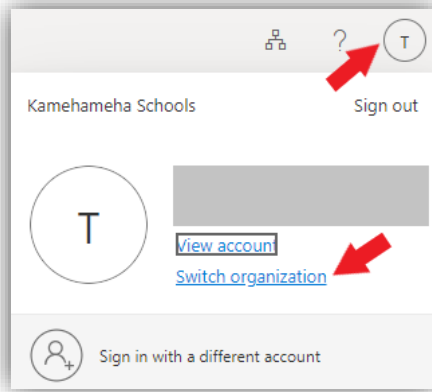 ? T
Kamehameha Schools Sign out
T
View account
Switch organization
Sign in with a different account